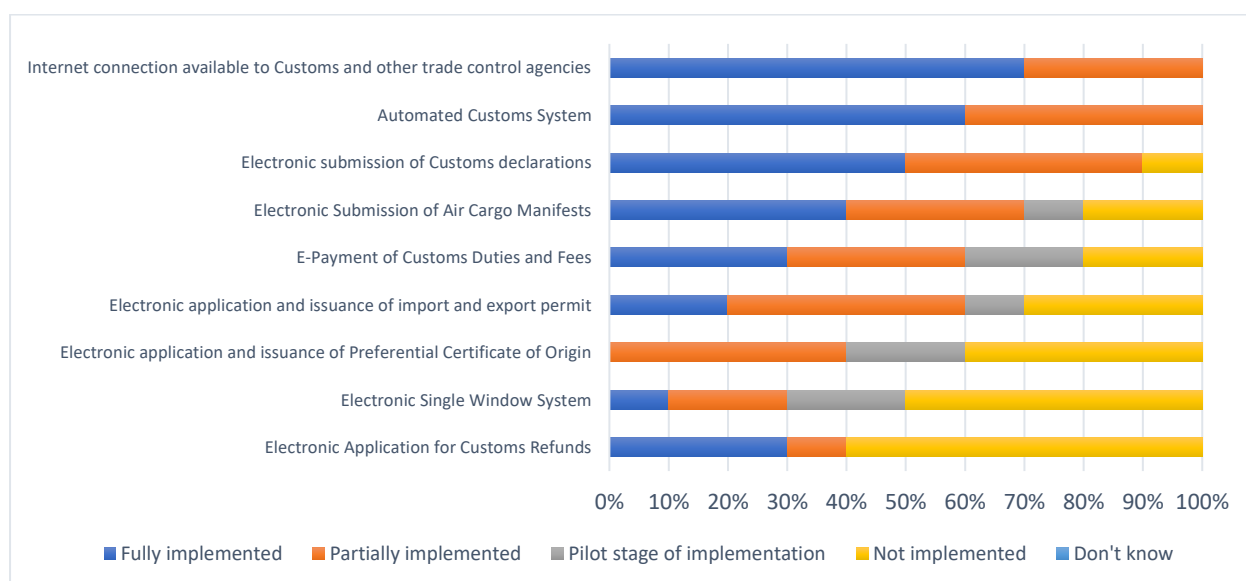 Internet connection available to Customs and other trade control agencies
Automated Customs System
Electronic submission of Customs declarations
Electronic Submission of Air Cargo Manifests
E-Payment of Customs Duties and Fees
Electronic application and issuance of import and export permit
Electronic application and issuance of Preferential Certificate of Origin
Electronic Single Window System
Electronic Application for Customs Refunds
0% 10% 20% 30% 40% 50% 60% 70% 80% 90% 100%
Fully implemented Partially implemented Pilot stage of implementation Not implemented Don't know